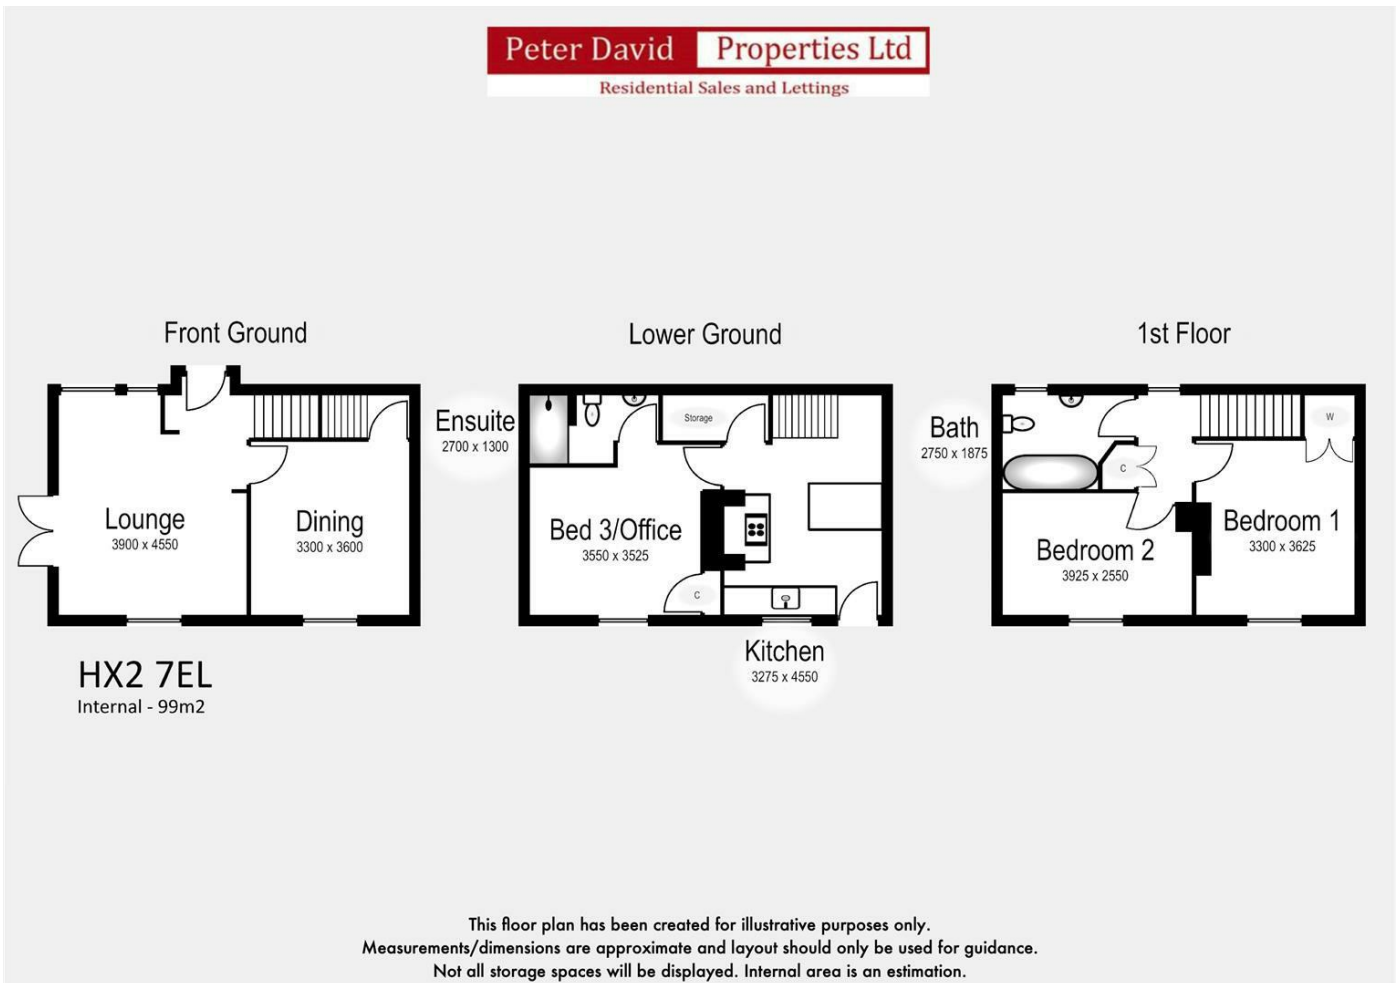 Peter David Properties Ltd
Residential Sales and Lettings
Front Ground
Lounge
3900 x 4550
Dining
3300 x 3600
HX2 7EL
Internal - 99m2
Lower Ground
Ensuite
2700 x 1300
Storage
Bed 3/Office
3550 x 3525
C
Kitchen
3275 x 4550
1st Floor
Bath
2750 x 1875
C
W
Bedroom 1
3300 x 3625
Bedroom 2
3925 x 2550
This floor plan has been created for illustrative purposes only.
Measurements/dimensions are approximate and layout should only be used for guidance.
Not all storage spaces will be displayed. Internal area is an estimation.